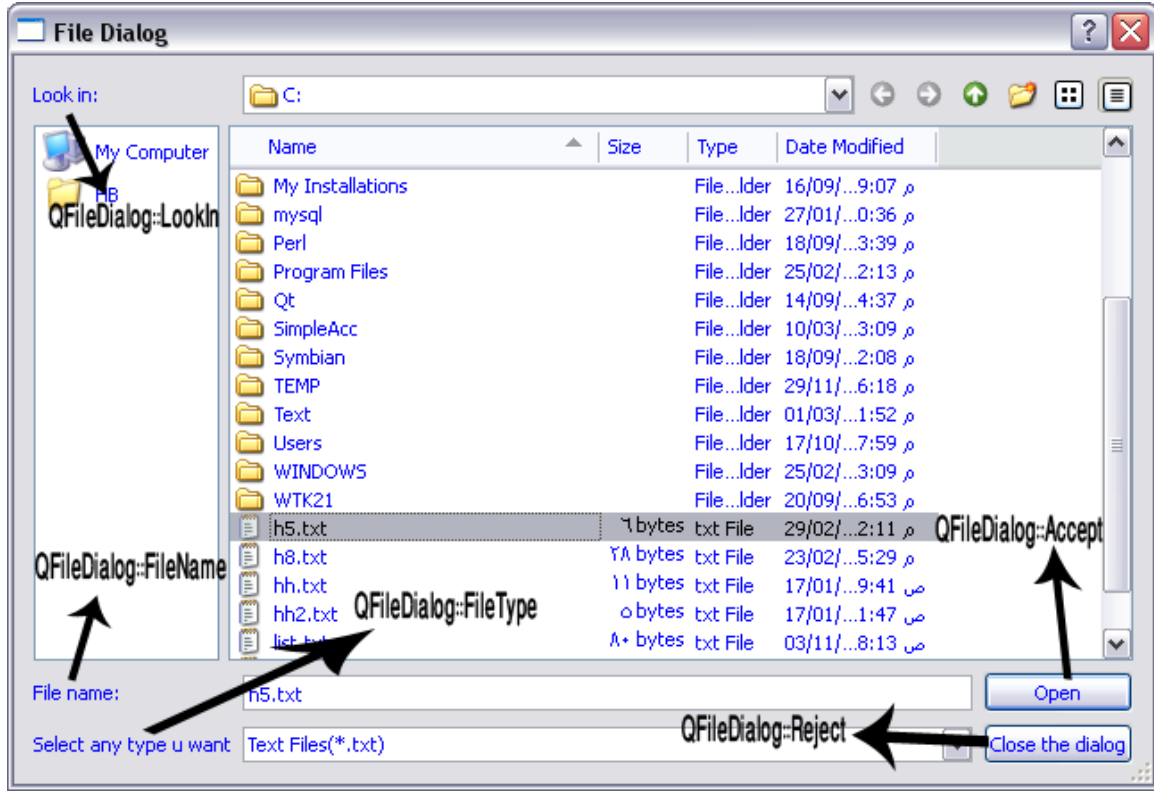 File Dialog
Look in: C:
My Computer
HB
QFileDialog::LookIn
Name Size Type Date Modified
My Installations File...lder 16/09/...9:07 م
mysql File...lder 27/01/...0:36 م
Perl File...lder 18/09/...3:39 م
Program Files File...lder 25/02/...2:13 م
Qt File...lder 14/09/...4:37 م
SimpleAcc File...lder 10/03/...3:09 م
Symbian File...lder 18/09/...2:08 م
TEMP File...lder 29/11/...6:18 م
Text File...lder 01/03/...1:52 م
Users File...lder 17/10/...7:59 م
WINDOWS File...lder 25/02/...3:09 م
WTK21 File...lder 20/09/...6:53 م
h5.txt ٦ bytes txt File 29/02/...2:11 م
h8.txt ٢٨ bytes txt File 23/02/...5:29 م
hh.txt ١١ bytes txt File 17/01/...9:41 ص
hh2.txt ٥ bytes txt File 17/01/...1:47 ص
list.txt ٨٠ bytes txt File 03/11/...8:13 ص
QFileDialog::Accept
QFileDialog::FileName
QFileDialog::FileType
File name: h5.txt Open
QFileDialog::Reject
Select any type u want Text Files(*.txt) Close the dialog